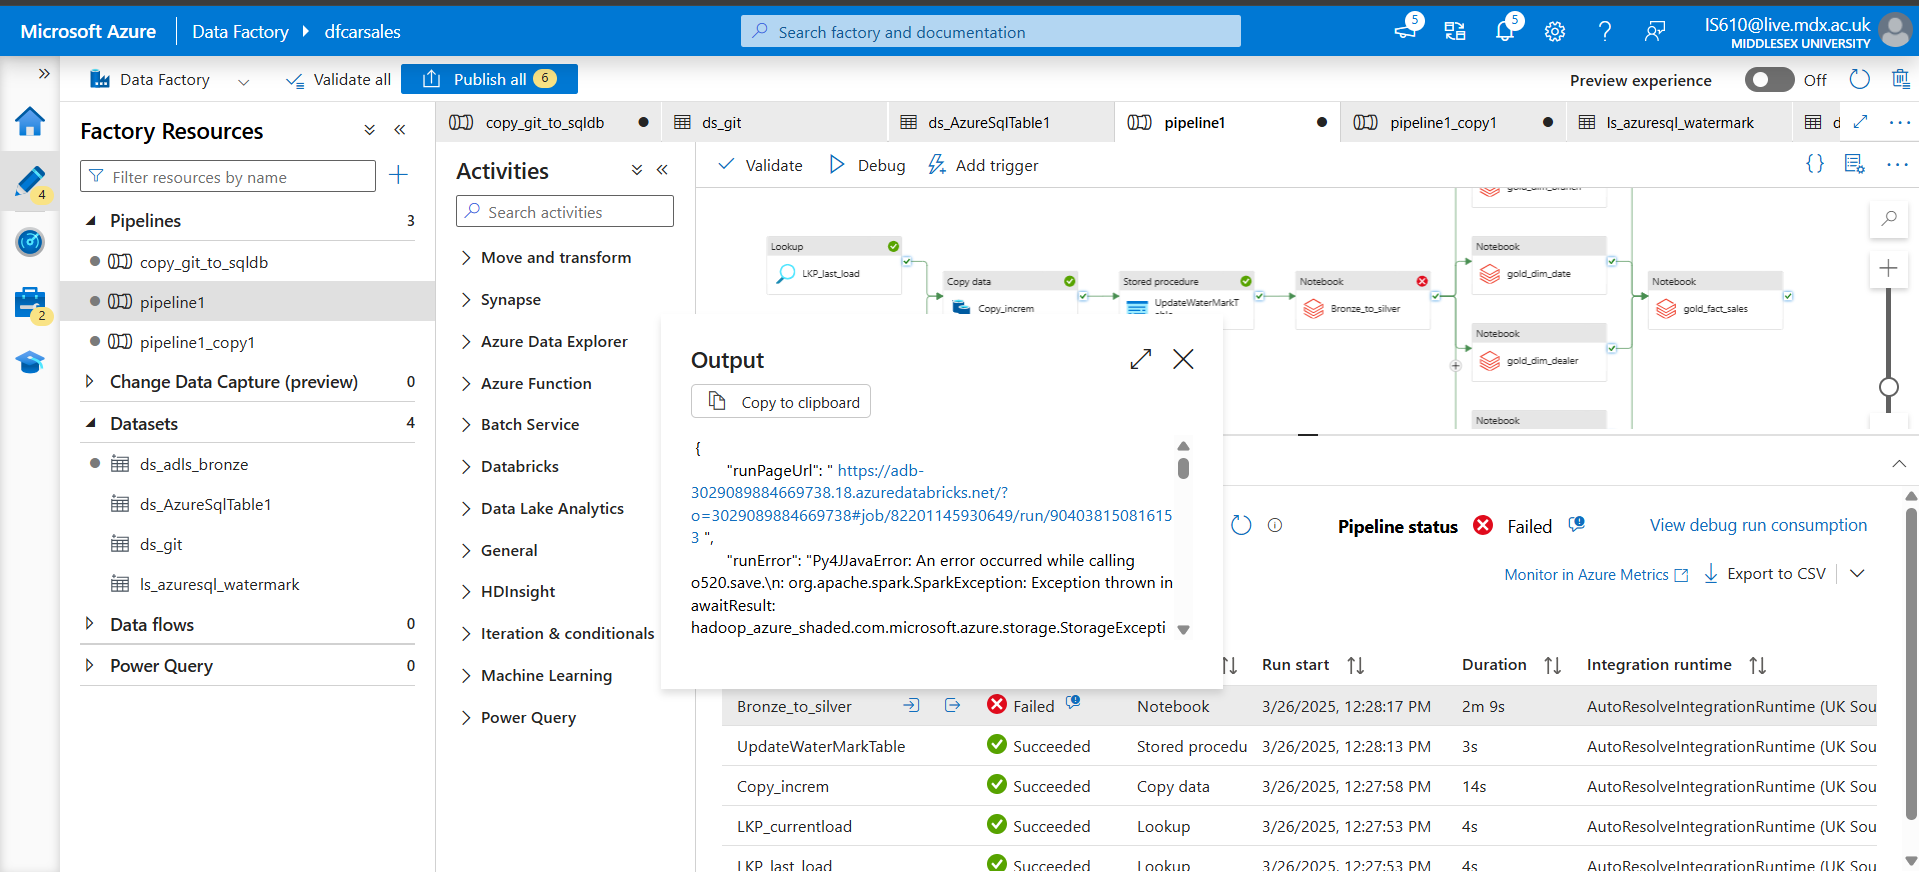 Microsoft Azure
Data Factory
dfcarsales
Search factory and documentation
5
5
IS610@live.mdx.ac.uk
MIDDLESEX UNIVERSITY
Data Factory
Validate all
Publish all 6
Preview experience
Off
4
2
Factory Resources
Filter resources by name
Pipelines 3
copy_git_to_sqldb
pipeline1
pipeline1_copy1
Change Data Capture (preview) 0
Datasets 4
ds_adls_bronze
ds_AzureSqlTable1
ds_git
ls_azuresql_watermark
Data flows 0
Power Query 0
copy_git_to_sqldb
ds_git
ds_AzureSqlTable1
pipeline1
pipeline1_copy1
ls_azuresql_watermark
d
Activities
Search activities
Move and transform
Synapse
Azure Data Explorer
Azure Function
Batch Service
Databricks
Data Lake Analytics
General
HDInsight
Iteration & conditionals
Machine Learning
Power Query
Validate
Debug
Add trigger
{}
gold_dim_branch
Lookup
LKP_last_load
Copy data
Copy_increm
Stored procedure
UpdateWaterMarkT
able
Notebook
Bronze_to_silver
Notebook
gold_dim_date
Notebook
gold_dim_dealer
Notebook
Notebook
gold_fact_sales
Output
Copy to clipboard
{
"runPageUrl": " https://adb-
3029089884669738.18.azuredatabricks.net/?
o=3029089884669738#job/82201145930649/run/90403815081615
3 ",
"runError": "Py4JJavaError: An error occurred while calling
o520.save.\n: org.apache.spark.SparkException: Exception thrown in
awaitResult:
hadoop_azure_shaded.com.microsoft.azure.storage.StorageExcepti
Pipeline status Failed
View debug run consumption
Monitor in Azure Metrics
Export to CSV
Run start
Duration
Integration runtime
Bronze_to_silver Failed Notebook 3/26/2025, 12:28:17 PM 2m 9s AutoResolveIntegrationRuntime (UK Sou
UpdateWaterMarkTable Succeeded Stored procedu 3/26/2025, 12:28:13 PM 3s AutoResolveIntegrationRuntime (UK Sou
Copy_increm Succeeded Copy data 3/26/2025, 12:27:58 PM 14s AutoResolveIntegrationRuntime (UK Sou
LKP_currentload Succeeded Lookup 3/26/2025, 12:27:53 PM 4s AutoResolveIntegrationRuntime (UK Sou
LKP_last_load Succeeded Lookup 3/26/2025, 12:27:53 PM 4s AutoResolveIntegrationRuntime (UK Sou